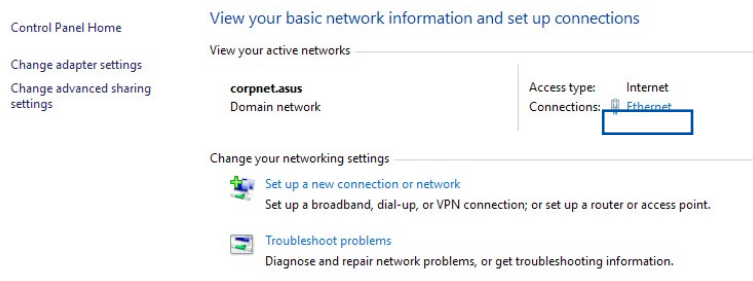 Control Panel Home
Change adapter settings
Change advanced sharing
settings
View your basic network information and set up connections
View your active networks
corpnet.asus
Domain network
Access type: Internet
Connections: Ethernet
Change your networking settings
Set up a new connection or network
Set up a broadband, dial-up, or VPN connection; or set up a router or access point.
Troubleshoot problems
Diagnose and repair network problems, or get troubleshooting information.